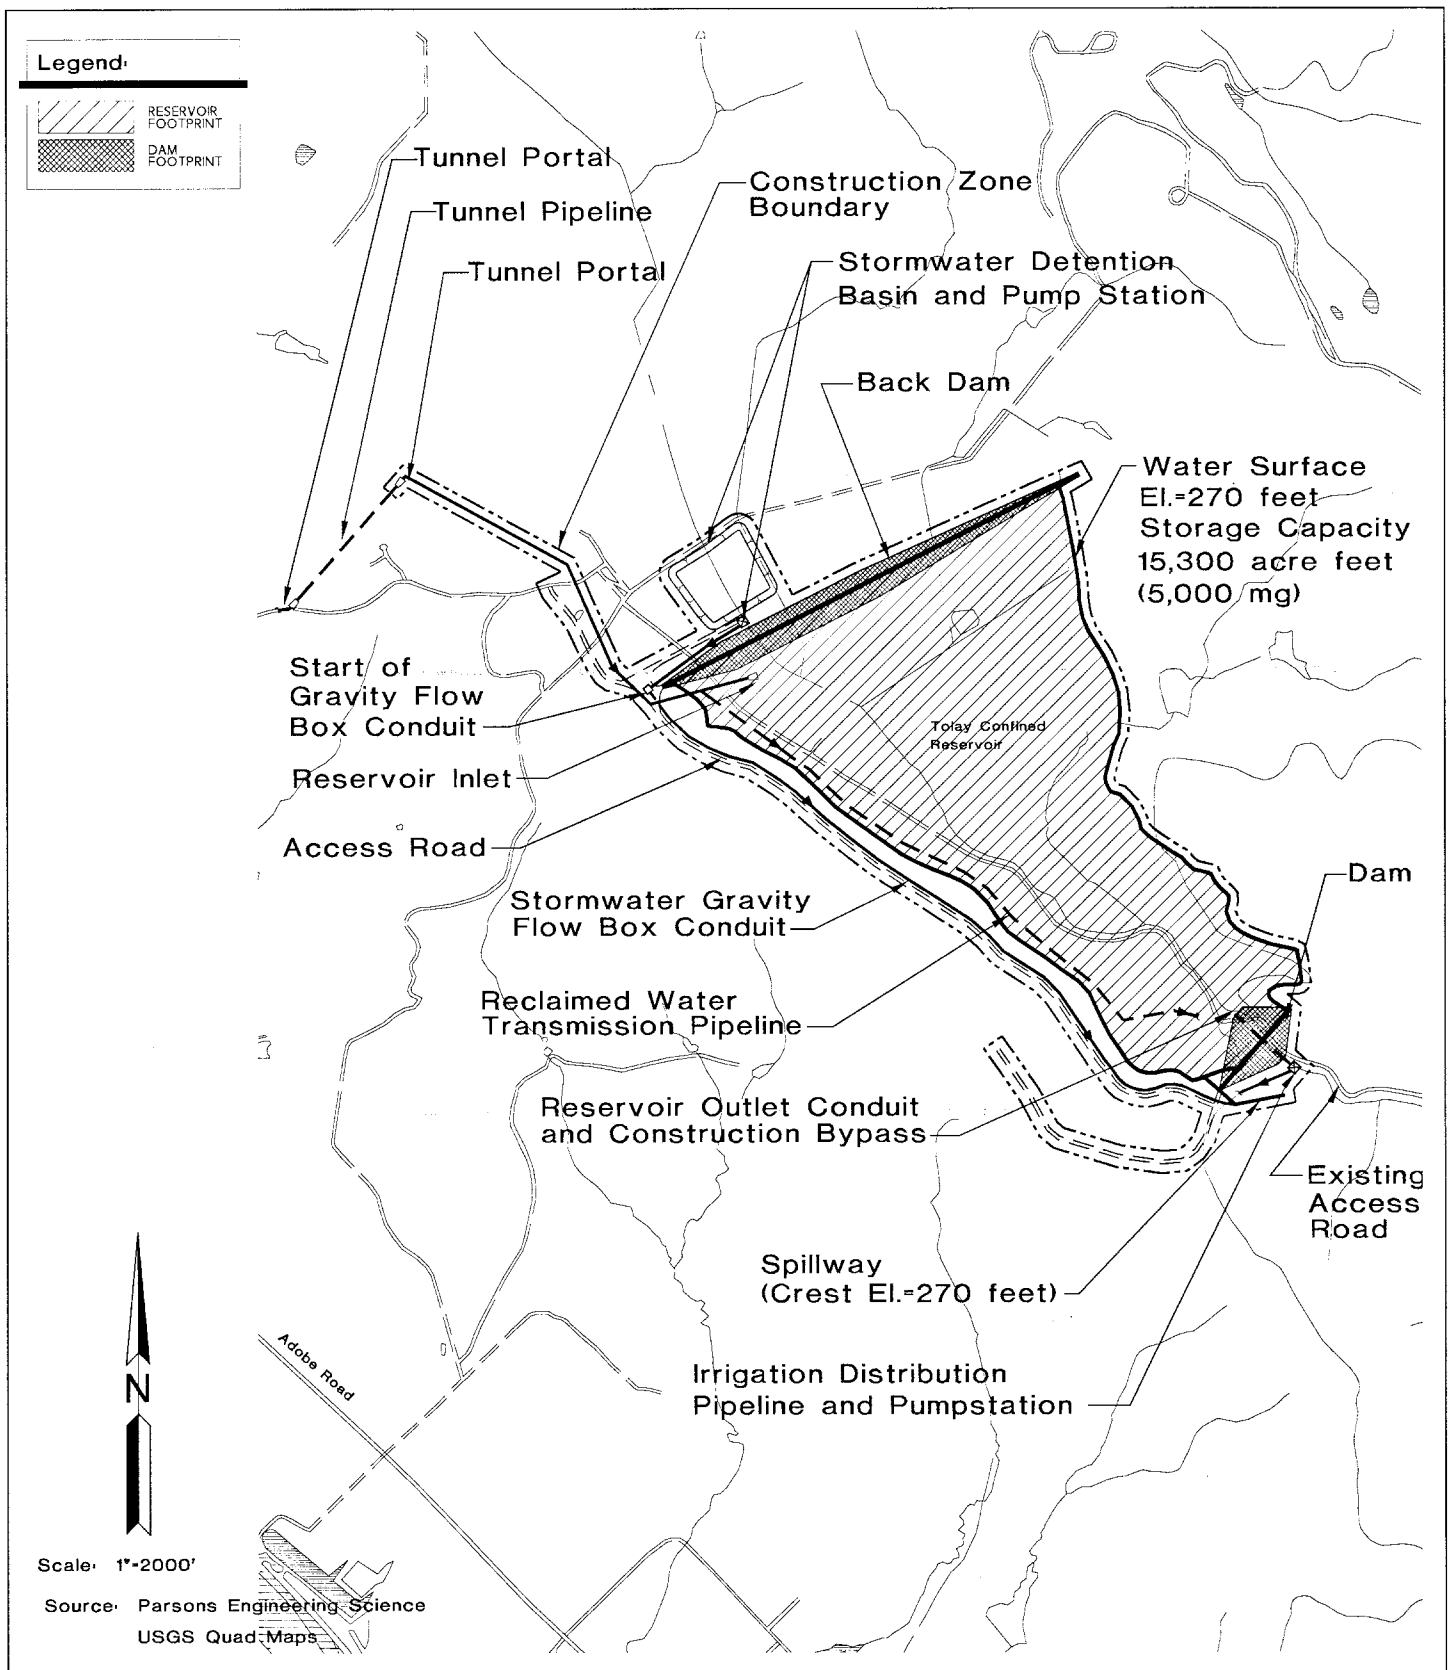 Legend:
RESERVOIR
FOOTPRINT
DAM
FOOTPRINT
Tunnel Portal
Tunnel Pipeline
Tunnel Portal
Construction Zone
Boundary
Stormwater Detention
Basin and Pump Station
Back Dam
Water Surface
El.=270 feet
Storage Capacity
15,300 acre feet
(5,000 mg)
Start of
Gravity Flow
Box Conduit
Reservoir Inlet
Access Road
Tolay Confined
Reservoir
Stormwater Gravity
Flow Box Conduit
Dam
Reclaimed Water
Transmission Pipeline
Reservoir Outlet Conduit
and Construction Bypass
Existing
Access
Road
Spillway
(Crest El.=270 feet)
Irrigation Distribution
Pipeline and Pumpstation
Adobe Road
N
Scale: 1"=2000'
Source: Parsons Engineering Science
USGS Quad Maps